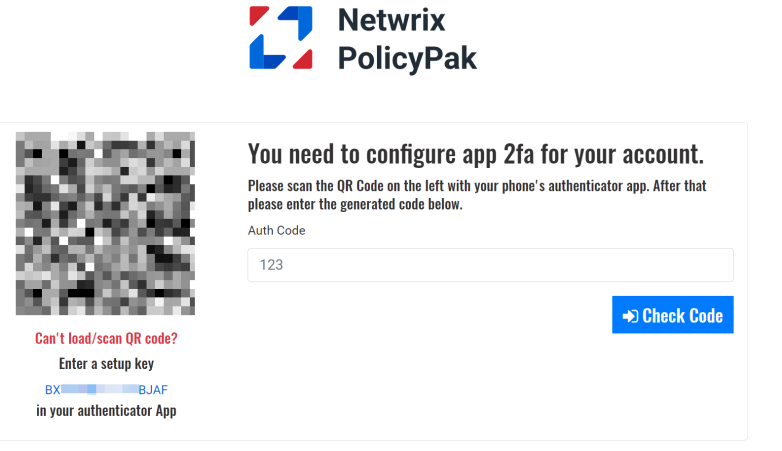 Netwrix
PolicyPak
You need to configure app 2fa for your account.
Please scan the QR Code on the left with your phone's authenticator app. After that
please enter the generated code below.
Auth Code
123
Check Code
Can't load/scan QR code?
Enter a setup key
BX BJAF
in your authenticator App